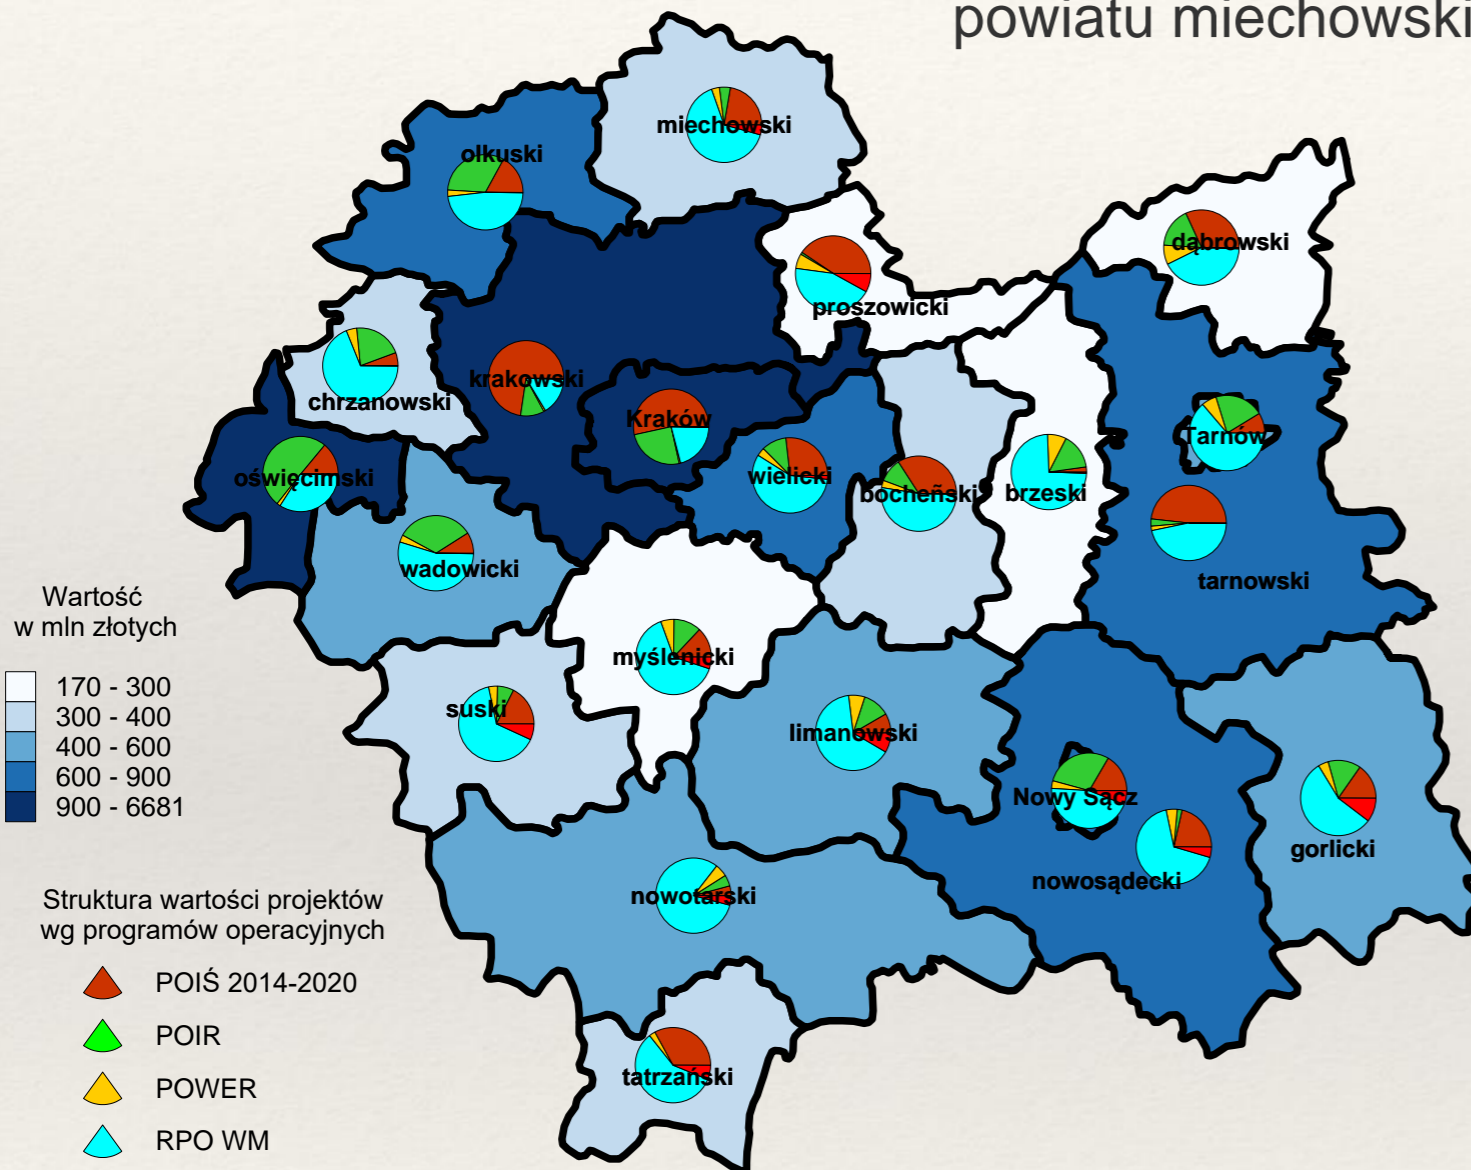 powiatu miechowski
miechowski
olkuski
dąbrowski
proszowicki
krakowski
chrzanowski
Kraków
Tarnów
oświęcimski
wielicki
bocheński
brzeski
wadowicki
tarnowski
Wartość
w mln złotych
170 - 300
300 - 400
400 - 600
600 - 900
900 - 6681
myślenicki
suski
limanowski
Nowy Sącz
gorlicki
nowosądecki
nowotarski
Struktura wartości projektów
wg programów operacyjnych
POIŚ 2014-2020
POIR
POWER
RPO WM
tatrzański